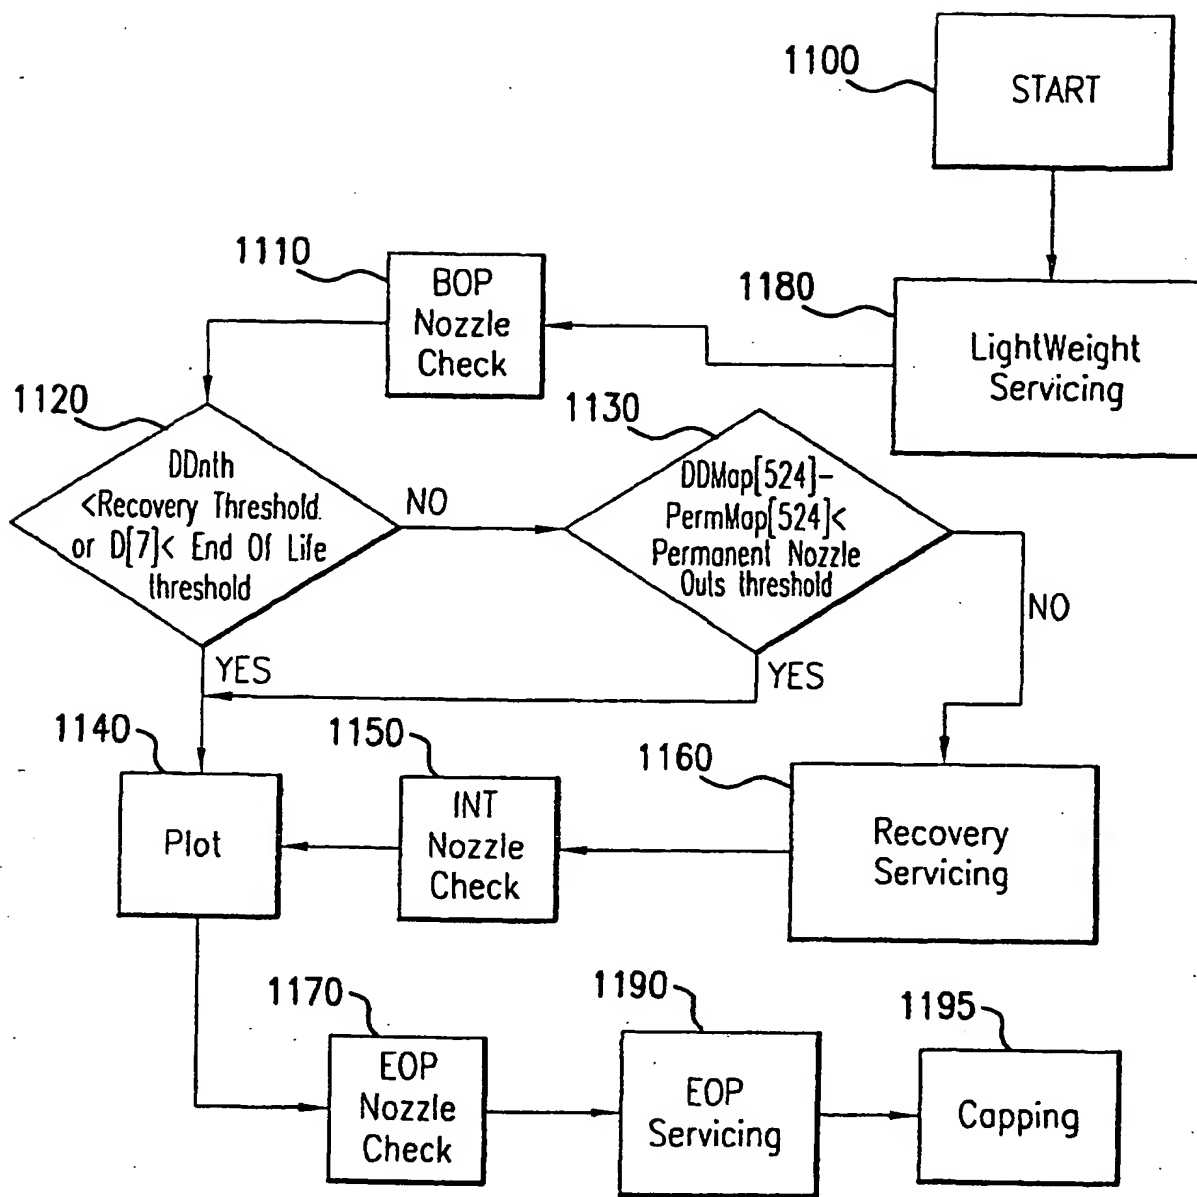 1100
START
1110
BOP
Nozzle
Check
1180
LightWeight
Servicing
1120
DDnth
<Recovery Threshold.
or D[7]< End Of Life
threshold
NO
YES
1130
DDMap[524]-
PermMap[524]<
Permanent Nozzle
Outs threshold
NO
YES
1140
Plot
1150
INT
Nozzle
Check
1160
Recovery
Servicing
1170
EOP
Nozzle
Check
1190
EOP
Servicing
1195
Capping